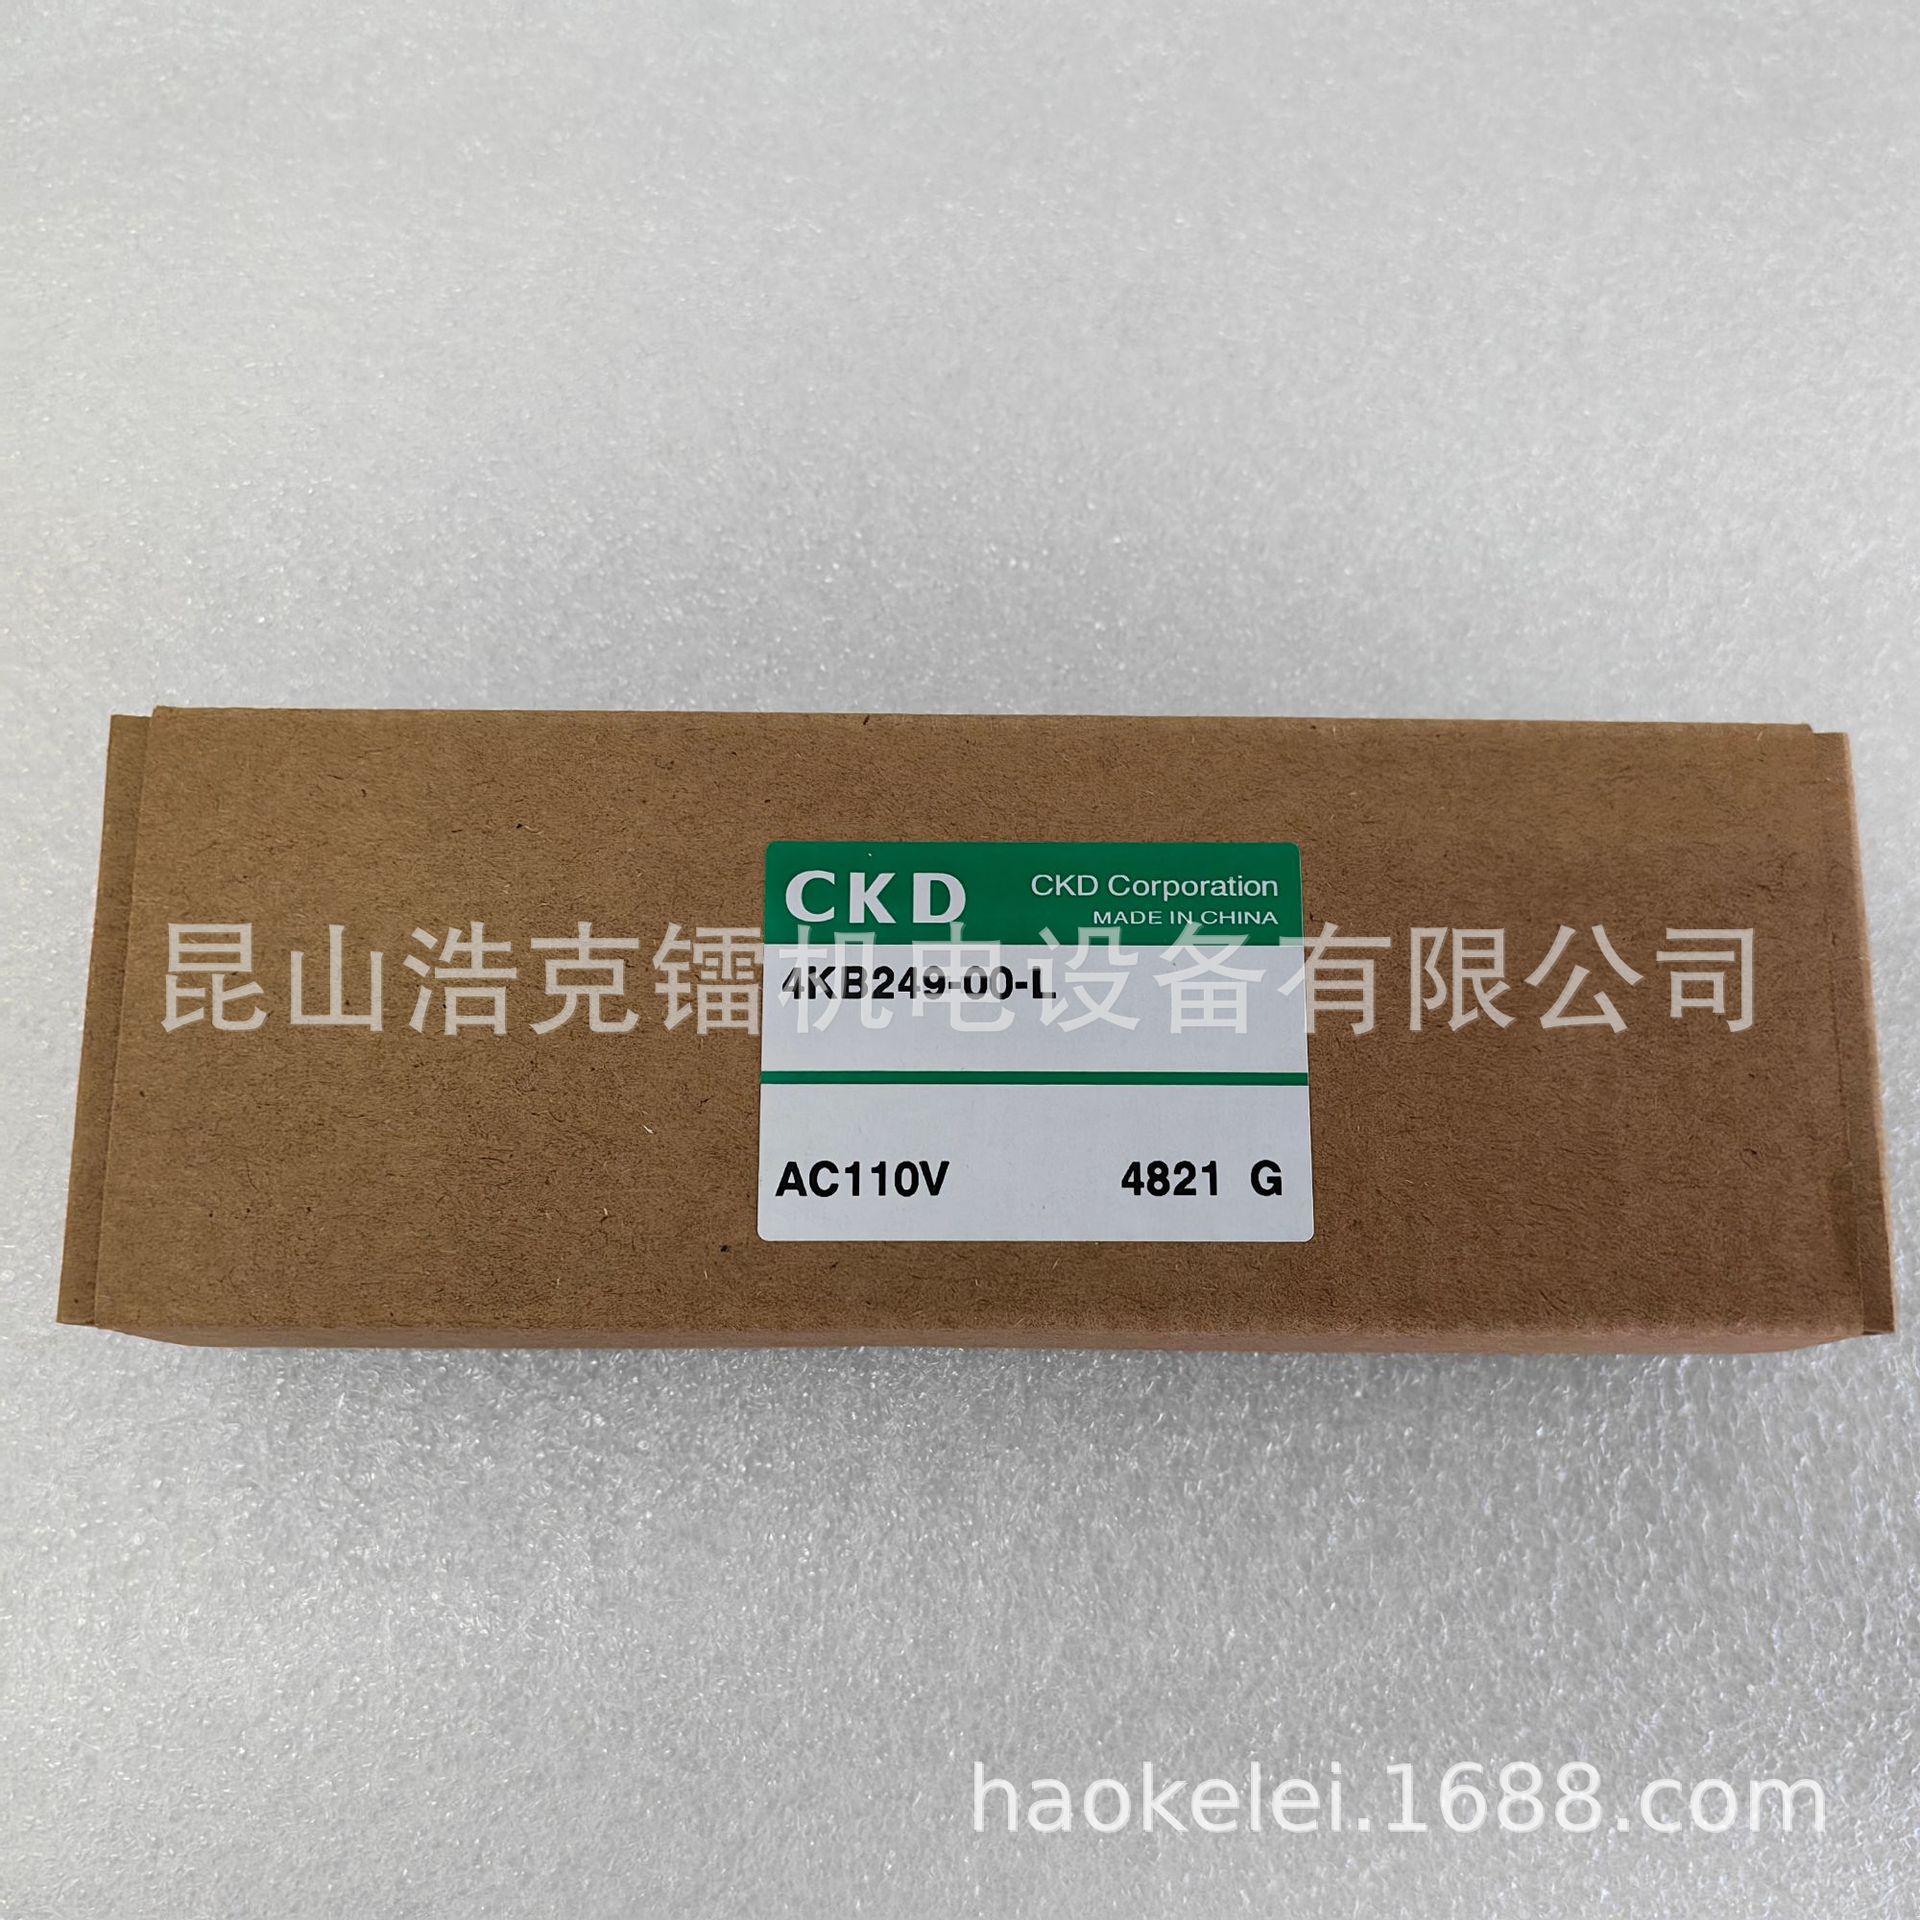 CKD
CKD Corporation
MADE IN CHINA
昆山浩克镭机电设备有限公司
4KB249-00-L
AC110V 4821 G
haokelei.1688.com